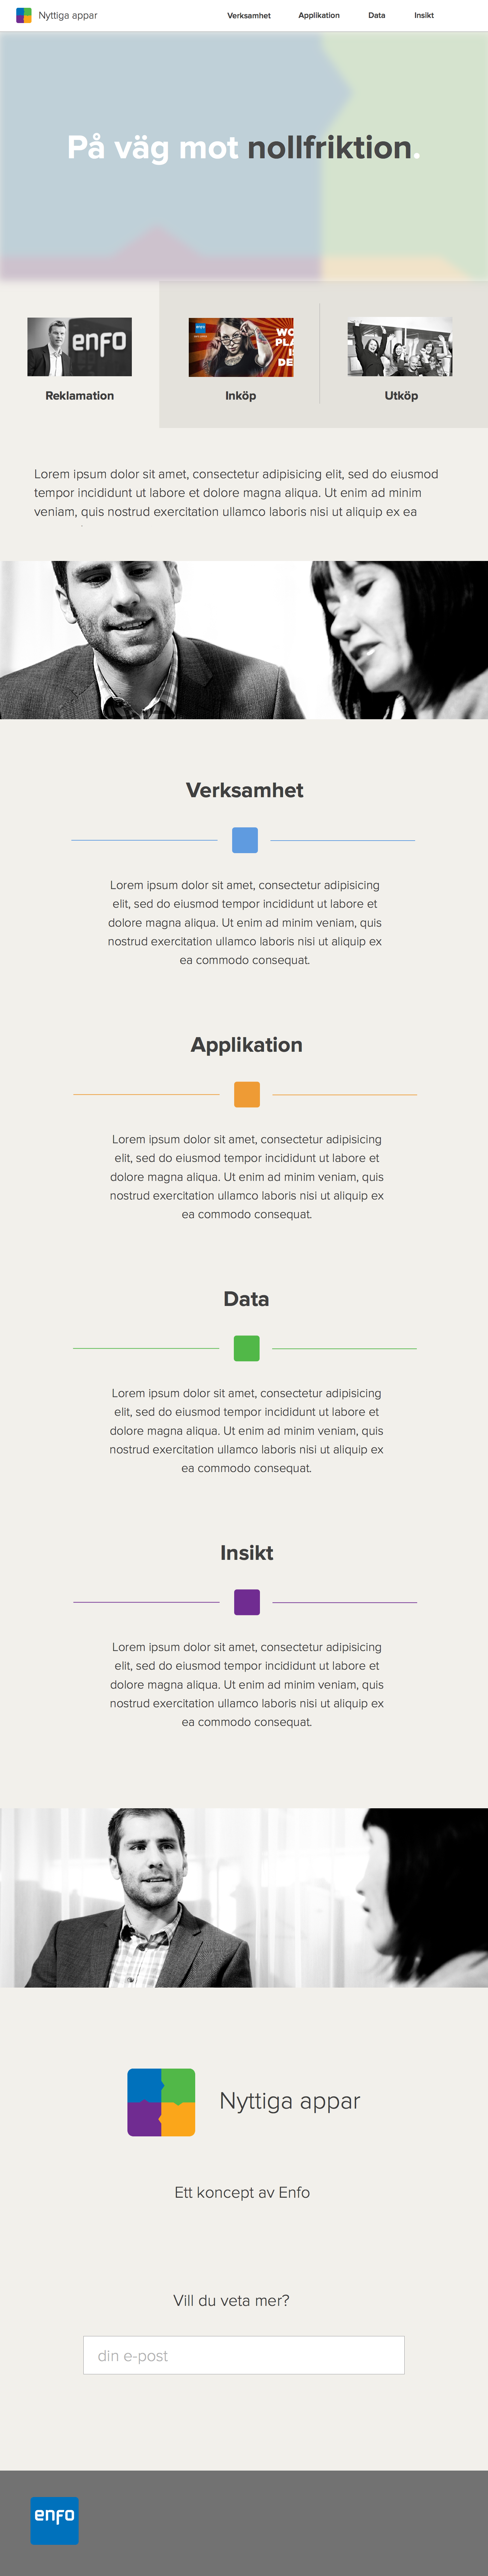 Nyttiga appar
Verksamhet
Applikation
Data
Insikt
På väg mot nollfriktion.
enfo
enfo
WO
PLA
IS
DE
Reklamation
Inköp
Utköp
Lorem ipsum dolor sit amet, consectetur adipisicing elit, sed do eiusmod
tempor incididunt ut labore et dolore magna aliqua. Ut enim ad minim
veniam, quis nostrud exercitation ullamco laboris nisi ut aliquip ex ea
Verksamhet
Lorem ipsum dolor sit amet, consectetur adipisicing
elit, sed do eiusmod tempor incididunt ut labore et
dolore magna aliqua. Ut enim ad minim veniam, quis
nostrud exercitation ullamco laboris nisi ut aliquip ex
ea commodo consequat.
Applikation
Lorem ipsum dolor sit amet, consectetur adipisicing
elit, sed do eiusmod tempor incididunt ut labore et
dolore magna aliqua. Ut enim ad minim veniam, quis
nostrud exercitation ullamco laboris nisi ut aliquip ex
ea commodo consequat.
Data
Lorem ipsum dolor sit amet, consectetur adipisicing
elit, sed do eiusmod tempor incididunt ut labore et
dolore magna aliqua. Ut enim ad minim veniam, quis
nostrud exercitation ullamco laboris nisi ut aliquip ex
ea commodo consequat.
Insikt
Lorem ipsum dolor sit amet, consectetur adipisicing
elit, sed do eiusmod tempor incididunt ut labore et
dolore magna aliqua. Ut enim ad minim veniam, quis
nostrud exercitation ullamco laboris nisi ut aliquip ex
ea commodo consequat.
Nyttiga appar
Ett koncept av Enfo
Vill du veta mer?
din e-post
enfo